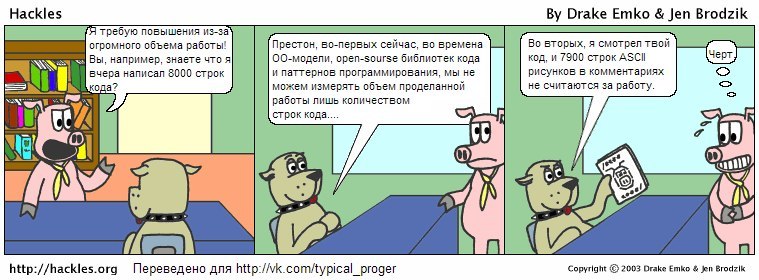 Hackles
By Drake Emko & Jen Brodzik
Я требую повышения из-за
огромного объема работы!
Вы, например, знаете что я
вчера написал 8000 строк
кода?
Престон, во-первых сейчас, во времена
ОО-модели, open-sourse библиотек кода
и паттернов программирования, мы не
можем измерять объем проделанной
работы лишь количеством
строк кода....
Во вторых, я смотрел твой
код, и 7900 строк ASCII
рисунков в комментариях
не считаются за работу.
Черт.
http://hackles.org
Переведено для http://vk.com/typical_proger
Copyright © 2003 Drake Emko & Jen Brodzik